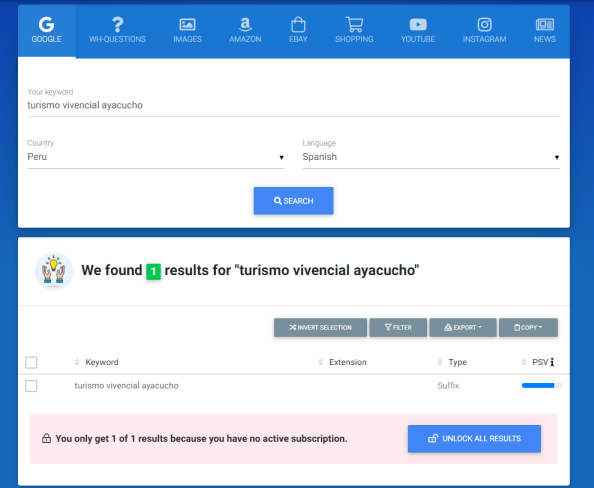 GOOGLE WH-QUESTIONS IMAGES AMAZON EBAY SHOPPING YOUTUBE INSTAGRAM NEWS
Your keyword
turismo vivencial ayacucho
Country Language
Peru Spanish
SEARCH
We found 1 results for "turismo vivencial ayacucho"
INVERT SELECTION FILTER EXPORT COPY
Keyword Extension Type PSV
turismo vivencial ayacucho Suffix
You only get 1 of 1 results because you have no active subscription. UNLOCK ALL RESULTS